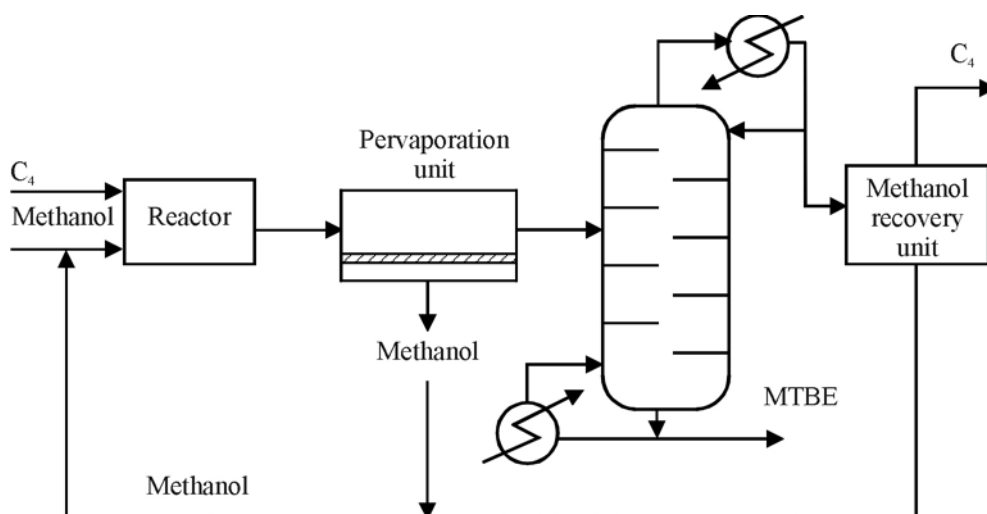 C₄
Methanol
Reactor
Pervaporation
unit
Methanol
Methanol
MTBE
C₄
Methanol
recovery
unit